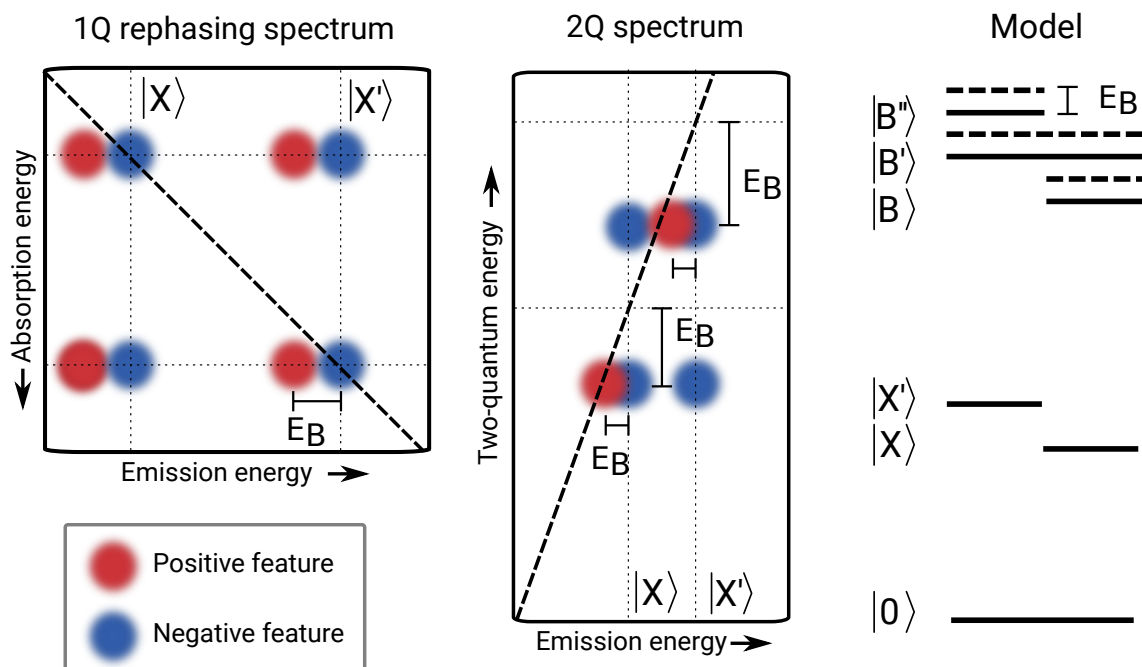 1Q rephasing spectrum
|X⟩
|X'⟩
Absorption energy
E_B
Emission energy
Positive feature
Negative feature
2Q spectrum
Two-quantum energy
E_B
E_B
E_B
|X⟩
|X'⟩
Emission energy
Model
|B"⟩
E_B
|B'⟩
|B⟩
|X'⟩
|X⟩
|0⟩